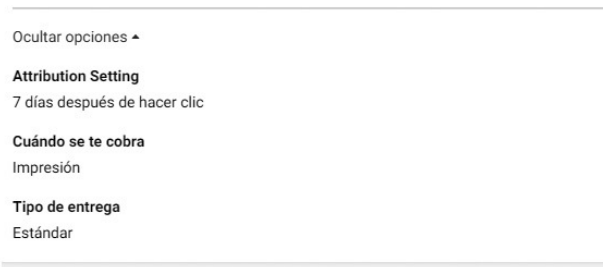 Ocultar opciones
Attribution Setting
7 días después de hacer clic
Cuándo se te cobra
Impresión
Tipo de entrega
Estándar